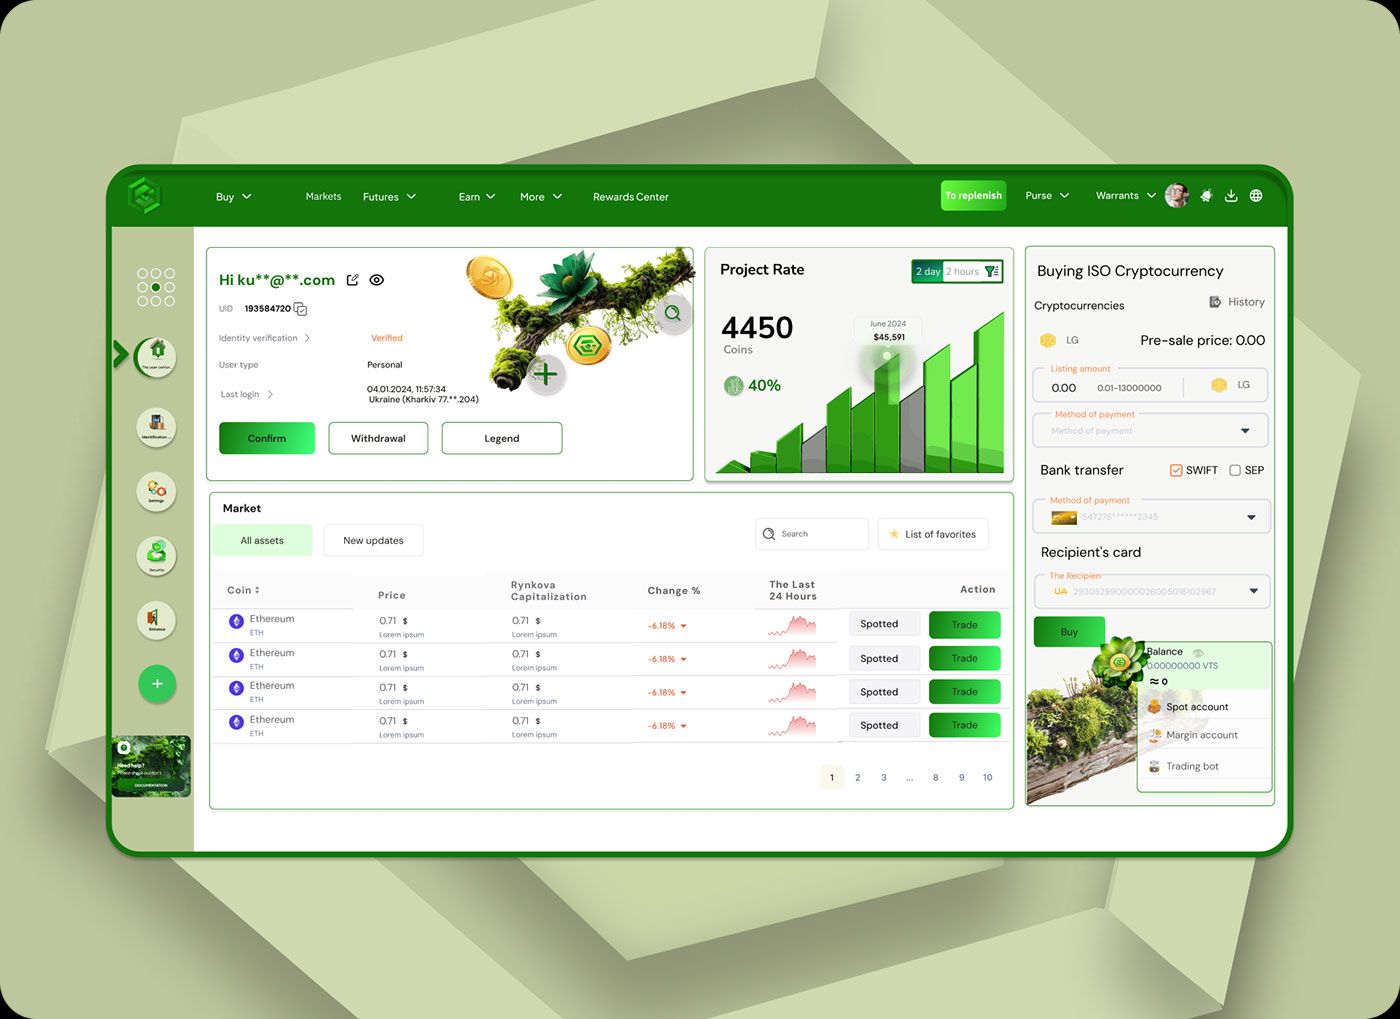 Buy
Markets
Futures
Earn
More
Rewards Center
To replenish
Purse
Warrants
Hi ku**@**.com
UID 193584720
Identity verification Verified
User type Personal
Last login 04.01.2024, 11:57:34
Ukraine (Kharkiv 77.**.204)
Confirm
Withdrawal
Legend
Project Rate
2 day 2 hours
4450
Coins
40%
June 2024
$45,591
Buying ISO Cryptocurrency
Cryptocurrencies
History
LG
Pre-sale price: 0.00
Listing amount
0.00 0.01-13000000 LG
Method of payment
Method of payment
Bank transfer
SWIFT
SEP
Method of payment
547276******2345
Recipient's card
The Recipien
UA
Buy
Balance
0.00000000 VTS
≈ 0
Spot account
Margin account
Trading bot
The user center...
Identification...
Settings
Security
Entrance
+
Need help?
Please check our docs
DOCUMENTATION
Market
All assets
New updates
Search
List of favorites
Coin
Price
Rynkova
Capitalization
Change %
The Last
24 Hours
Action
Ethereum 0.71 $ 0.71 $ -6.18% Spotted Trade
ETH Lorem ipsum Lorem ipsum
Ethereum 0.71 $ 0.71 $ -6.18% Spotted Trade
ETH Lorem ipsum Lorem ipsum
Ethereum 0.71 $ 0.71 $ -6.18% Spotted Trade
ETH Lorem ipsum Lorem ipsum
Ethereum 0.71 $ 0.71 $ -6.18% Spotted Trade
ETH Lorem ipsum Lorem ipsum
1 2 3 ... 8 9 10